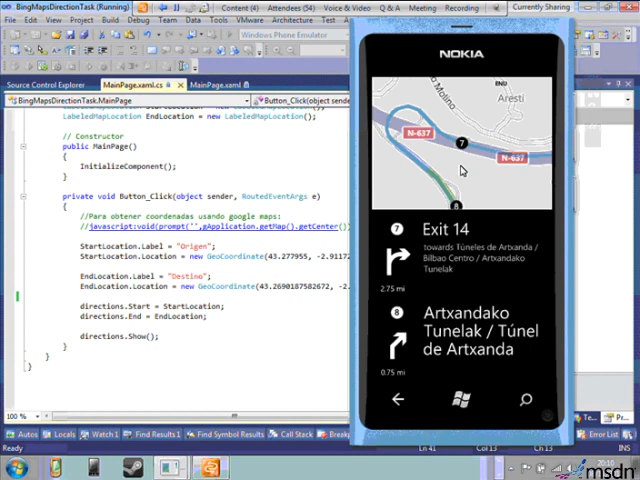 BingMapsDirectionTask (Running)
Content (4)
Attendees (54)
Voice & Video
Q & A
Meeting
Recording
Currently Sharing
File Edit View Project Build Debug Team Data Tools VMware Architecture Test
Windows Phone Emulator
Source Control Explorer
MainPage.xaml.cs
MainPage.xaml
BingMapsDirectionTask.MainPage
Button_Click(object sender,
LabeledMapLocation EndLocation = new LabeledMapLocation();
// Constructor
public MainPage()
{
InitializeComponent();
}
private void Button_Click(object sender, RoutedEventArgs e)
{
//Para obtener coordenadas usando google maps:
//javascript:void(prompt('',gApplication.getMap().getCenter()
StartLocation.Label = "Origen";
StartLocation.Location = new GeoCoordinate(43.277955, -2.91172
EndLocation.Label = "Destino";
EndLocation.Location = new GeoCoordinate(43.2690187582672, -2.
directions.Start = StartLocation;
directions.End = EndLocation;
directions.Show();
}
}
}
100 %
Autos
Locals
Watch 1
Find Results 1
Find Symbol Results
Call Stack
Breakp
Error List
Ready
Ln 41
Col 13
Ch 13
INS
NOKIA
Molino
Aresti
N-637
7
N-637
8
7
Exit 14
towards Túneles de Artxanda /
Bilbao Centro / Artxandako
Tunelak
2.75 mi
8
Artxandako
Tunelak / Túnel
de Artxanda
0.75 mi
20:10
msdn